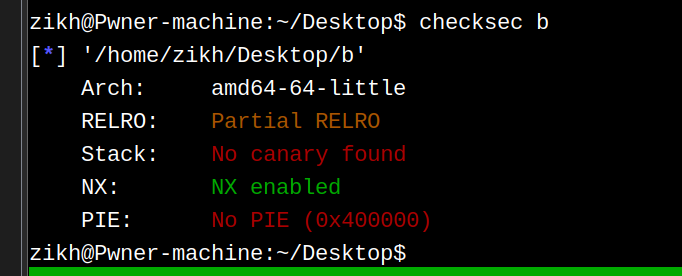 zikh@Pwner-machine:~/Desktop$ checksec b
[*] '/home/zikh/Desktop/b'
    Arch:     amd64-64-little
    RELRO:    Partial RELRO
    Stack:    No canary found
    NX:       NX enabled
    PIE:      No PIE (0x400000)
zikh@Pwner-machine:~/Desktop$